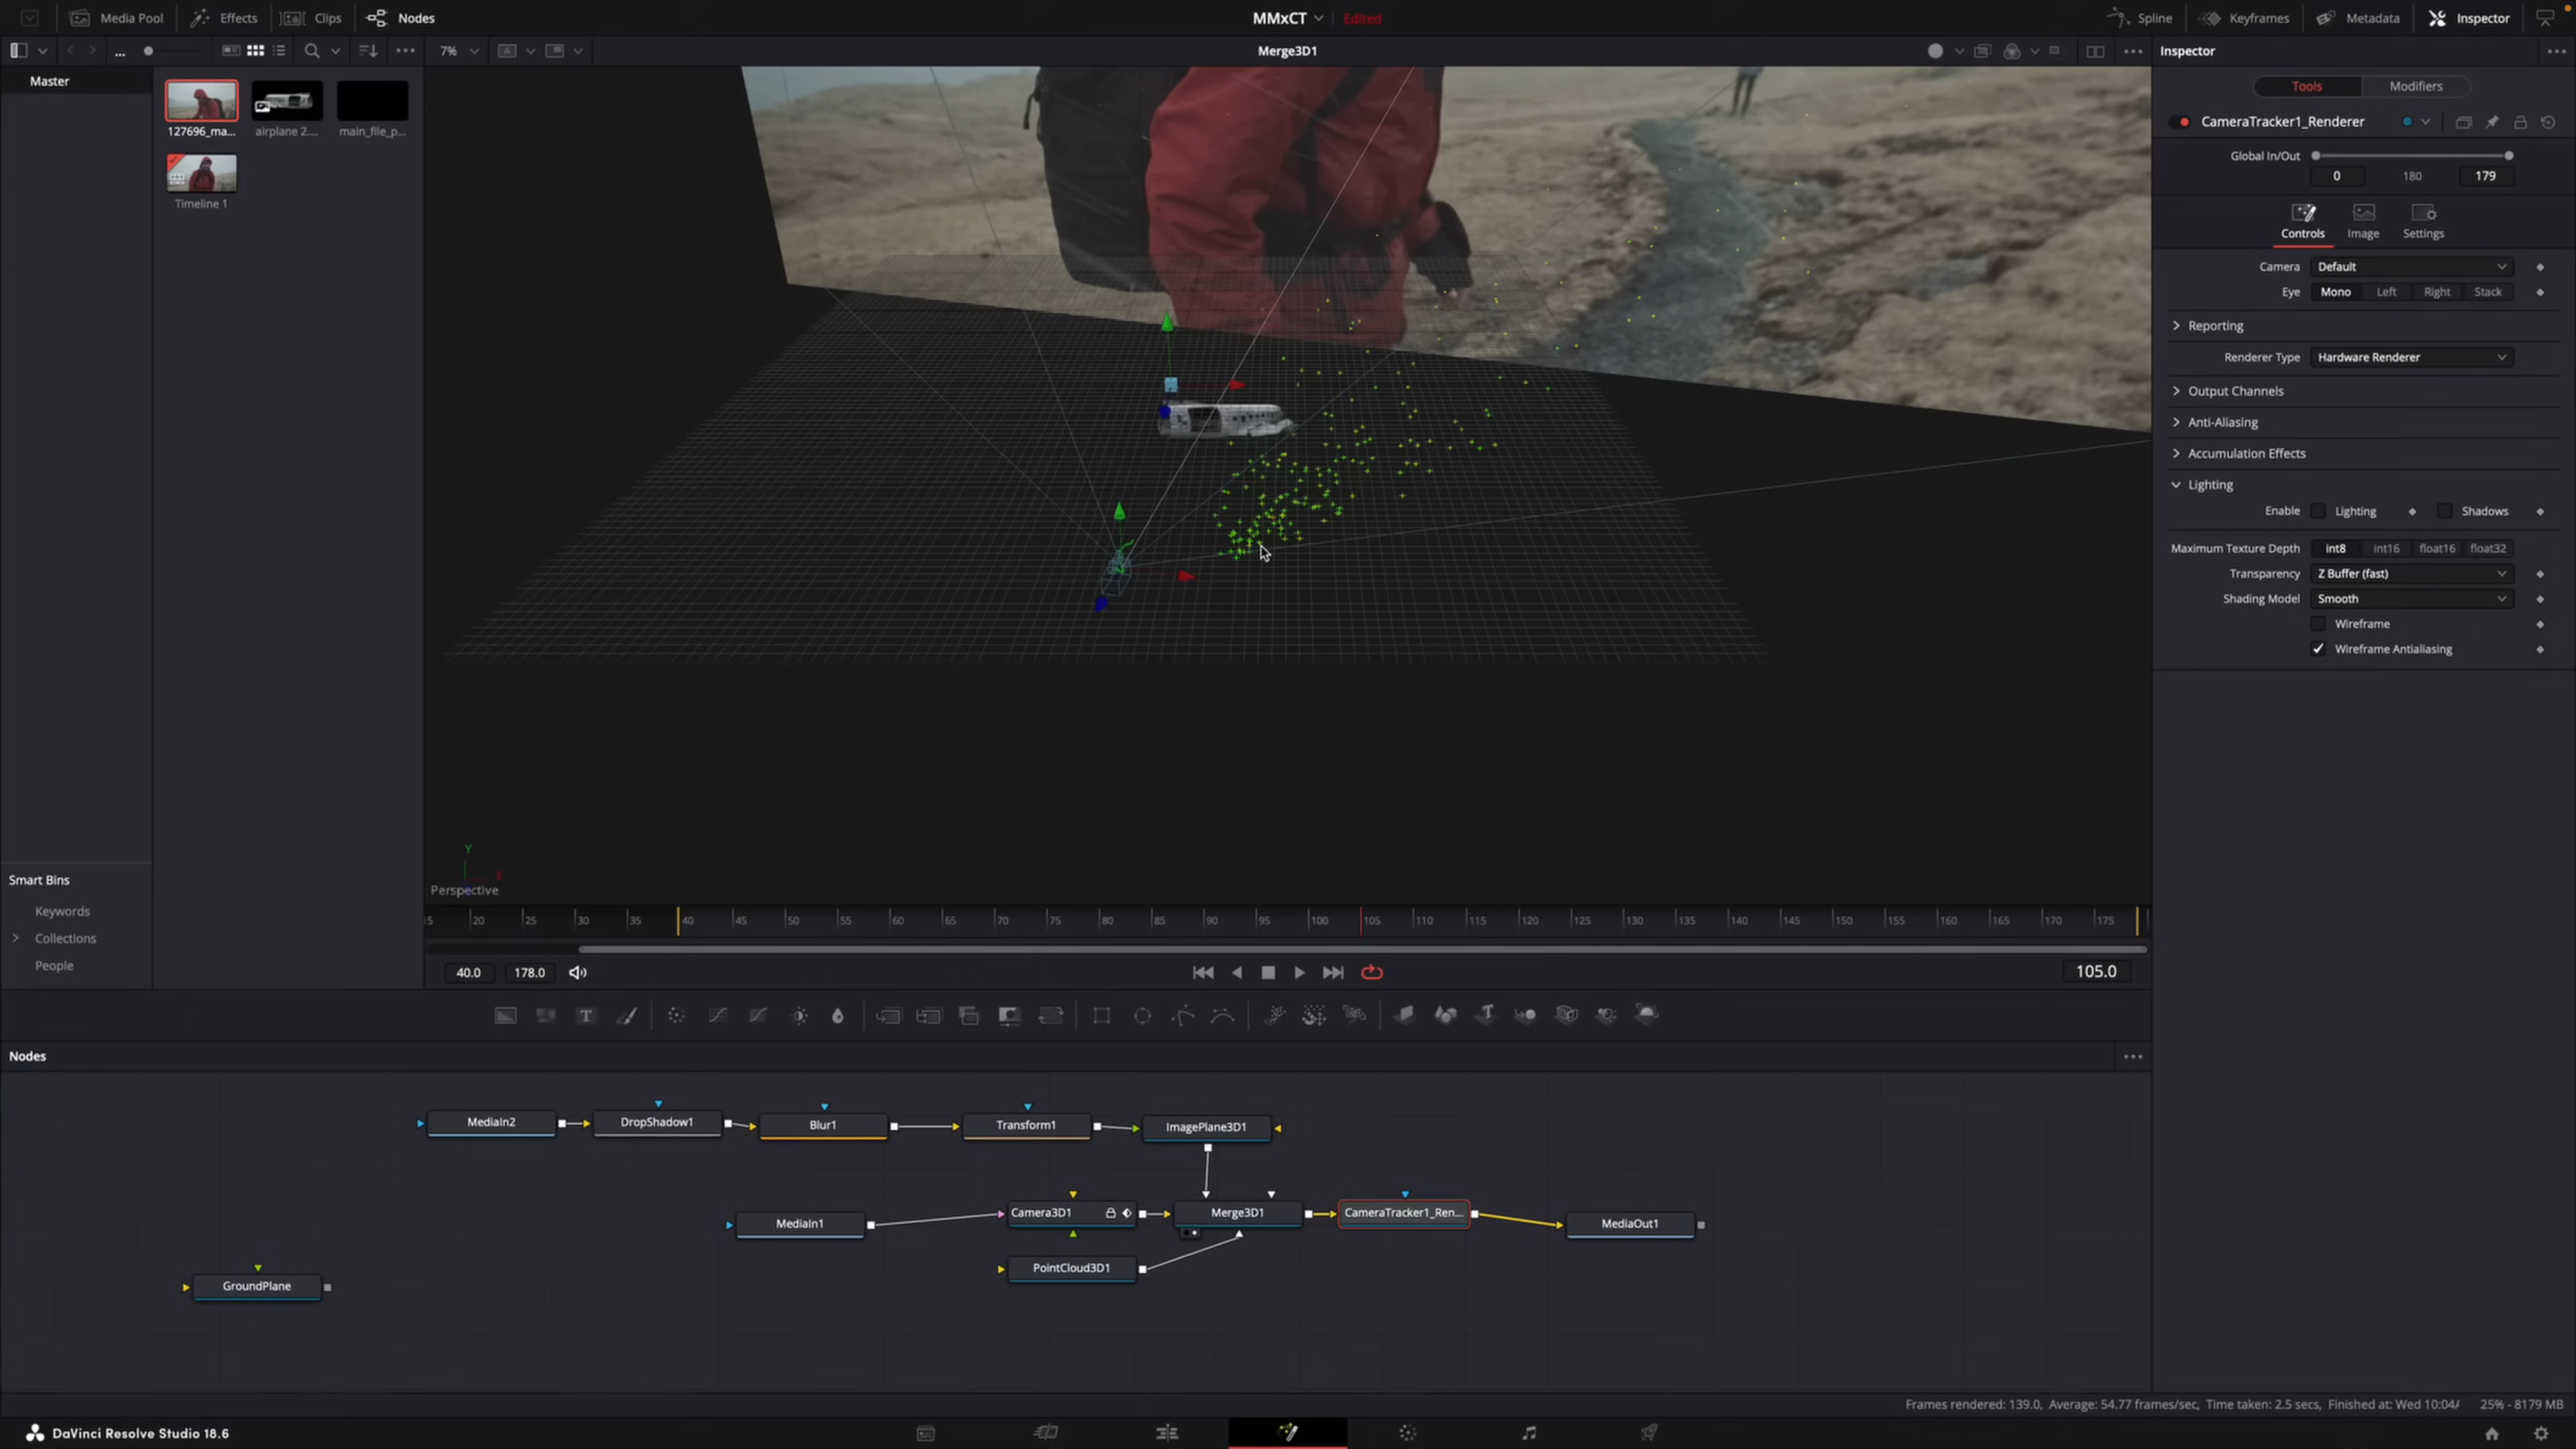 Media Pool
Effects
Clips
Nodes
MMxCT
Edited
Spline
Keyframes
Metadata
Inspector
...
7%
Merge3D1
Inspector
Master
127696_ma...
airplane 2....
main_file_p...
Timeline 1
Tools
Modifiers
CameraTracker1_Renderer
Global In/Out
0
180
179
Controls
Image
Settings
Camera
Default
Eye
Mono
Left
Right
Stack
Reporting
Renderer Type
Hardware Renderer
Output Channels
Anti-Aliasing
Accumulation Effects
Lighting
Enable
Lighting
Shadows
Maximum Texture Depth
int8
int16
float16
float32
Transparency
Z Buffer (fast)
Shading Model
Smooth
Wireframe
Wireframe Antialiasing
Y
X
Perspective
Smart Bins
Keywords
Collections
People
20 25 30 35 40 45 50 55 60 65 70 75 80 85 90 95 100 105 110 115 120 125 130 135 140 145 150 155 160 165 170 175
40.0
178.0
105.0
T
T
Nodes
MediaIn2
DropShadow1
Blur1
Transform1
ImagePlane3D1
MediaIn1
Camera3D1
Merge3D1
CameraTracker1_Ren...
MediaOut1
PointCloud3D1
GroundPlane
Frames rendered: 139.0, Average: 54.77 frames/sec, Time taken: 2.5 secs, Finished at: Wed 10:04
25% - 8179 MB
DaVinci Resolve Studio 18.6